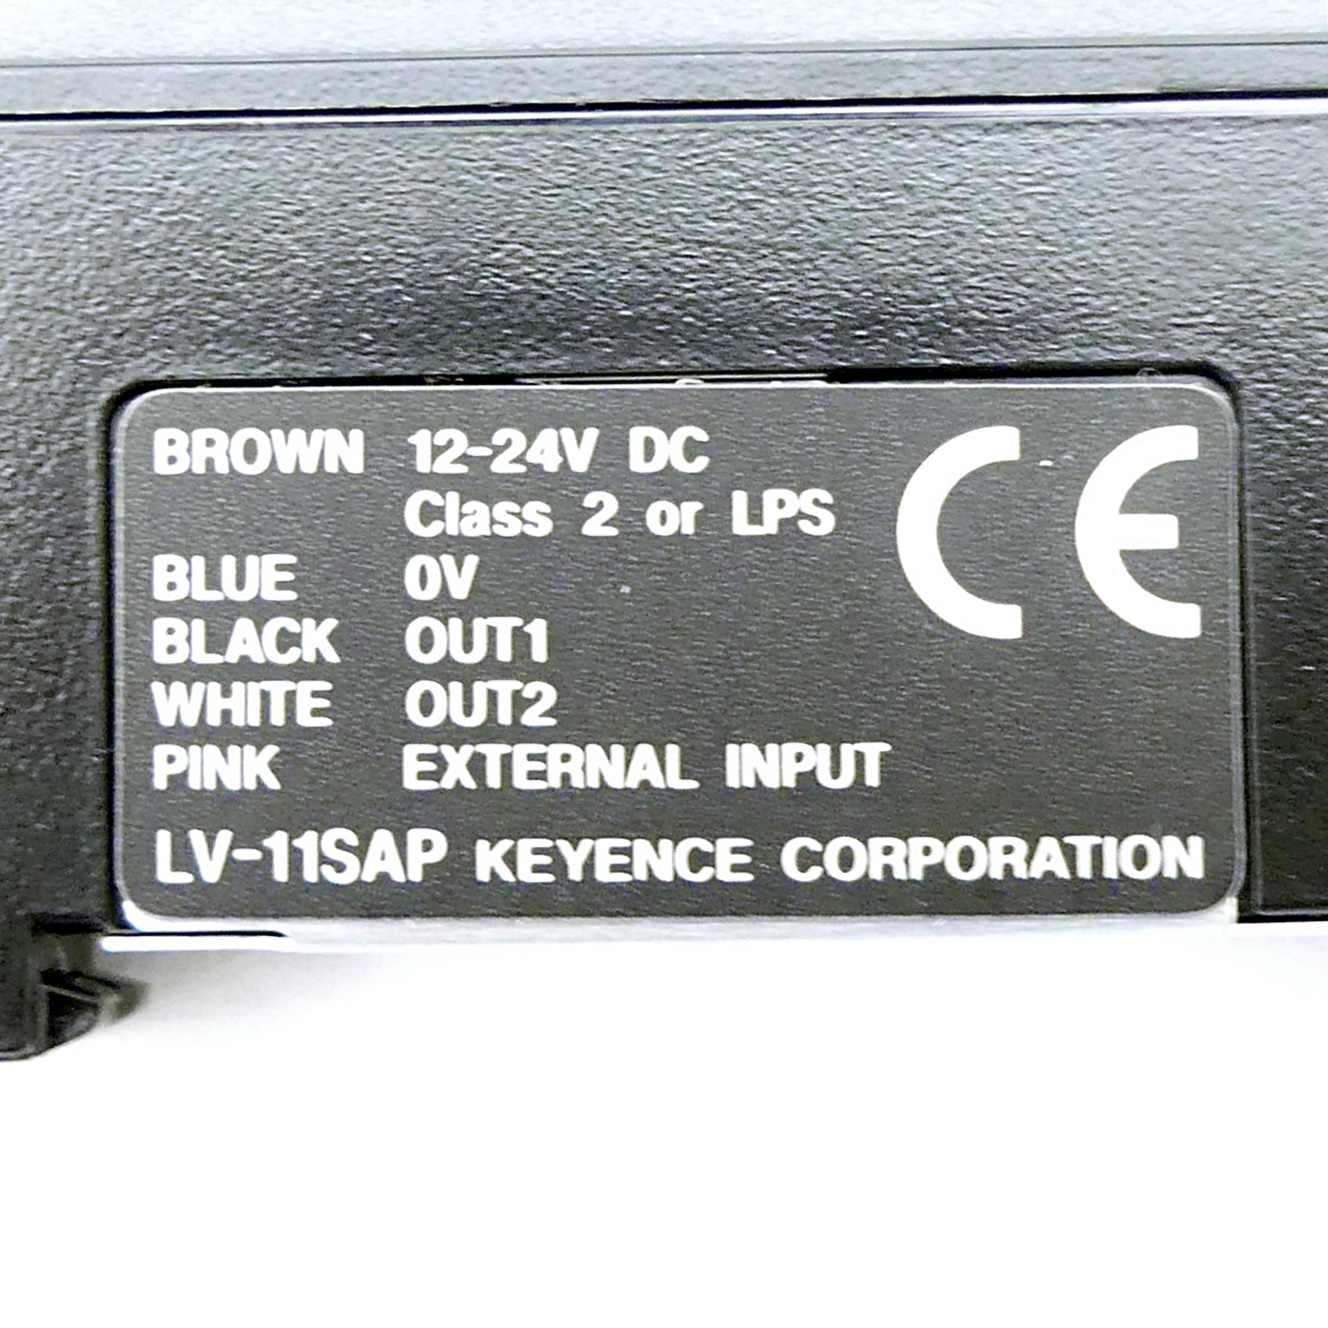 BROWN 12-24V DC
Class 2 or LPS
BLUE 0V
BLACK OUT1
WHITE OUT2
PINK EXTERNAL INPUT
LV-11SAP KEYENCE CORPORATION
CE